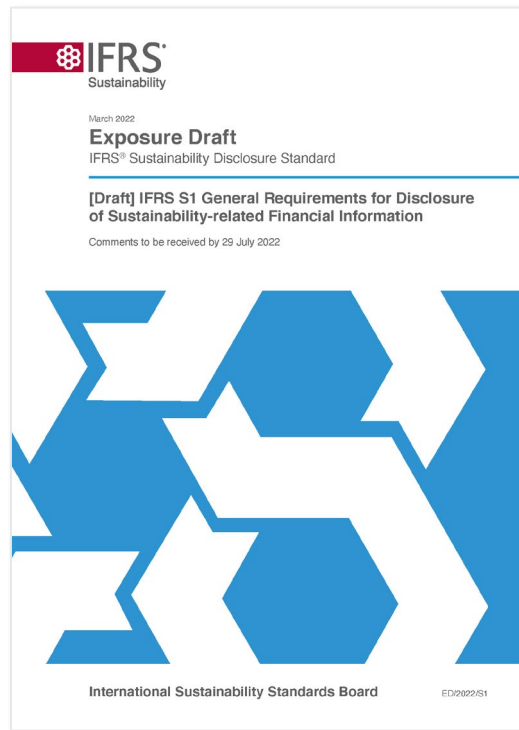 IFRS®
Sustainability
March 2022
Exposure Draft
IFRS® Sustainability Disclosure Standard
[Draft] IFRS S1 General Requirements for Disclosure
of Sustainability-related Financial Information
Comments to be received by 29 July 2022
International Sustainability Standards Board
ED/2022/S1